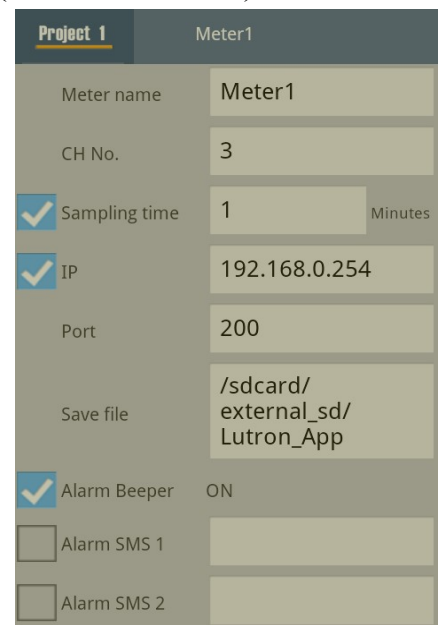 Project 1 Meter1
Meter name Meter1
CH No. 3
Sampling time 1 Minutes
IP 192.168.0.254
Port 200
Save file /sdcard/
external_sd/
Lutron_App
Alarm Beeper ON
Alarm SMS 1
Alarm SMS 2